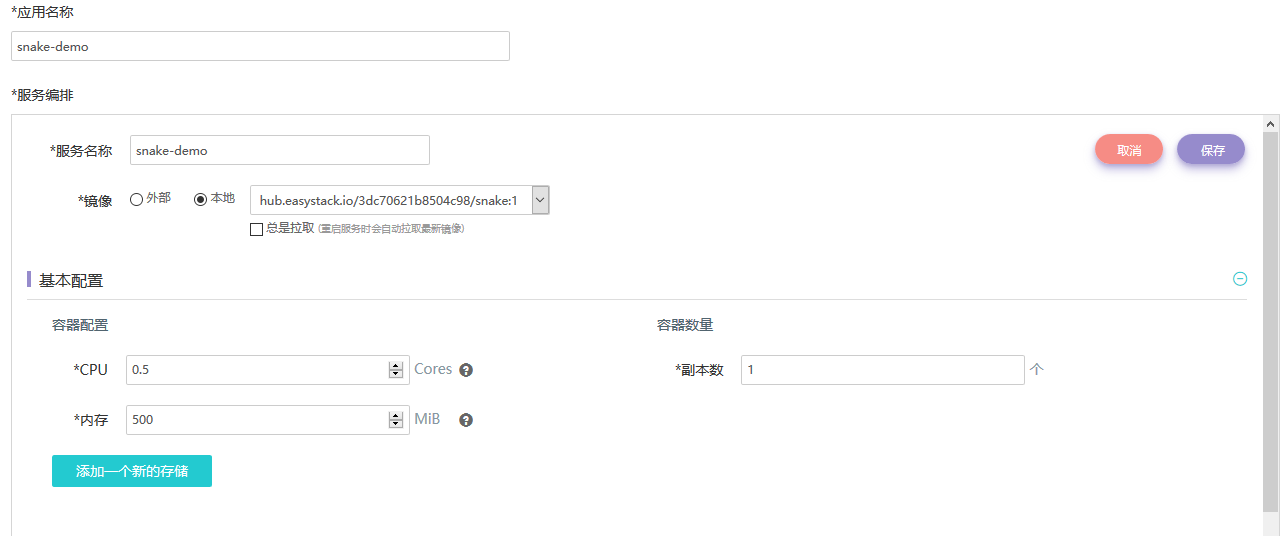 *应用名称
snake-demo
*服务编排
*服务名称 snake-demo 取消 保存
*镜像 外部 本地 hub.easystack.io/3dc70621b8504c98/snake:1
总是拉取 (重启服务时会自动拉取最新镜像)
基本配置
容器配置 容器数量
*CPU 0.5 Cores *副本数 1 个
*内存 500 MiB
添加一个新的存储